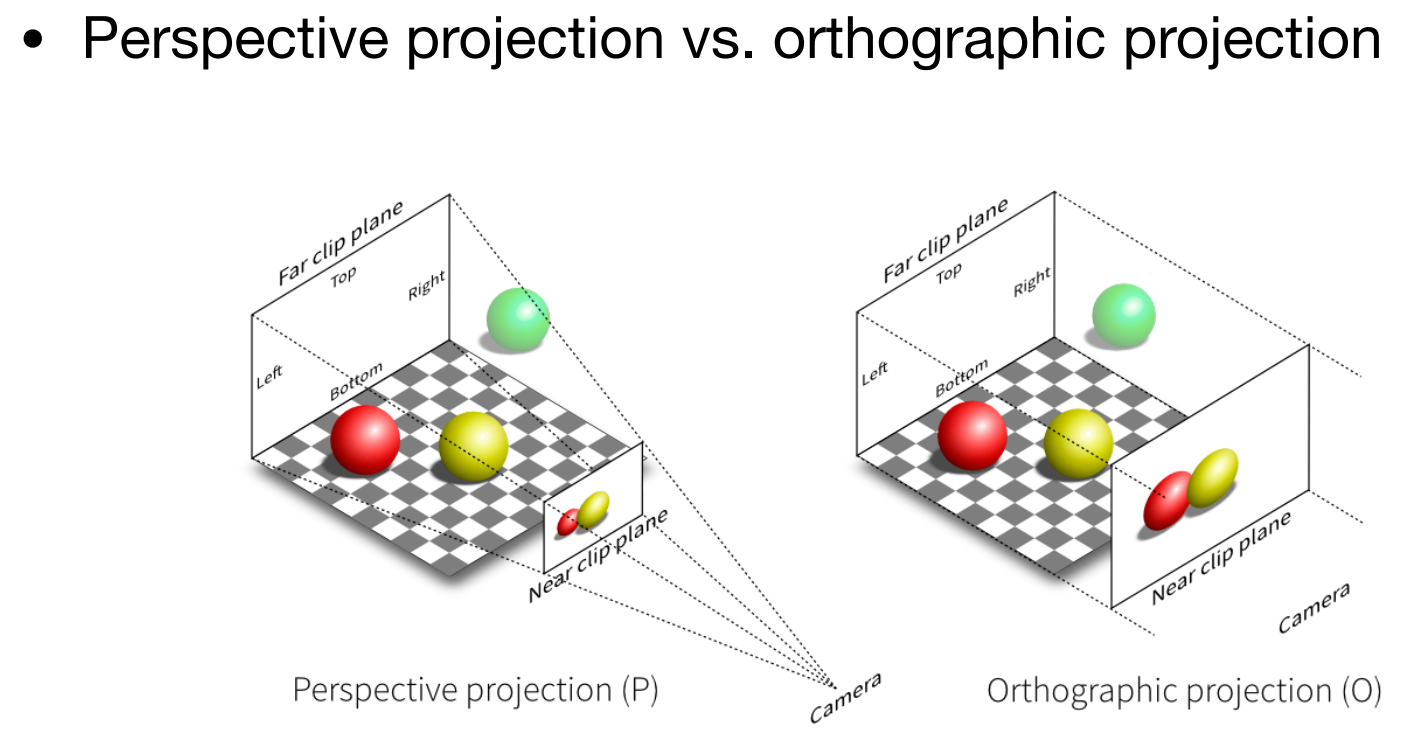 • Perspective projection vs. orthographic projection
Far clip plane
Top
Right
Left
Bottom
Near clip plane
Camera
Perspective projection (P)
Far clip plane
Top
Right
Left
Bottom
Near clip plane
Camera
Orthographic projection (O)